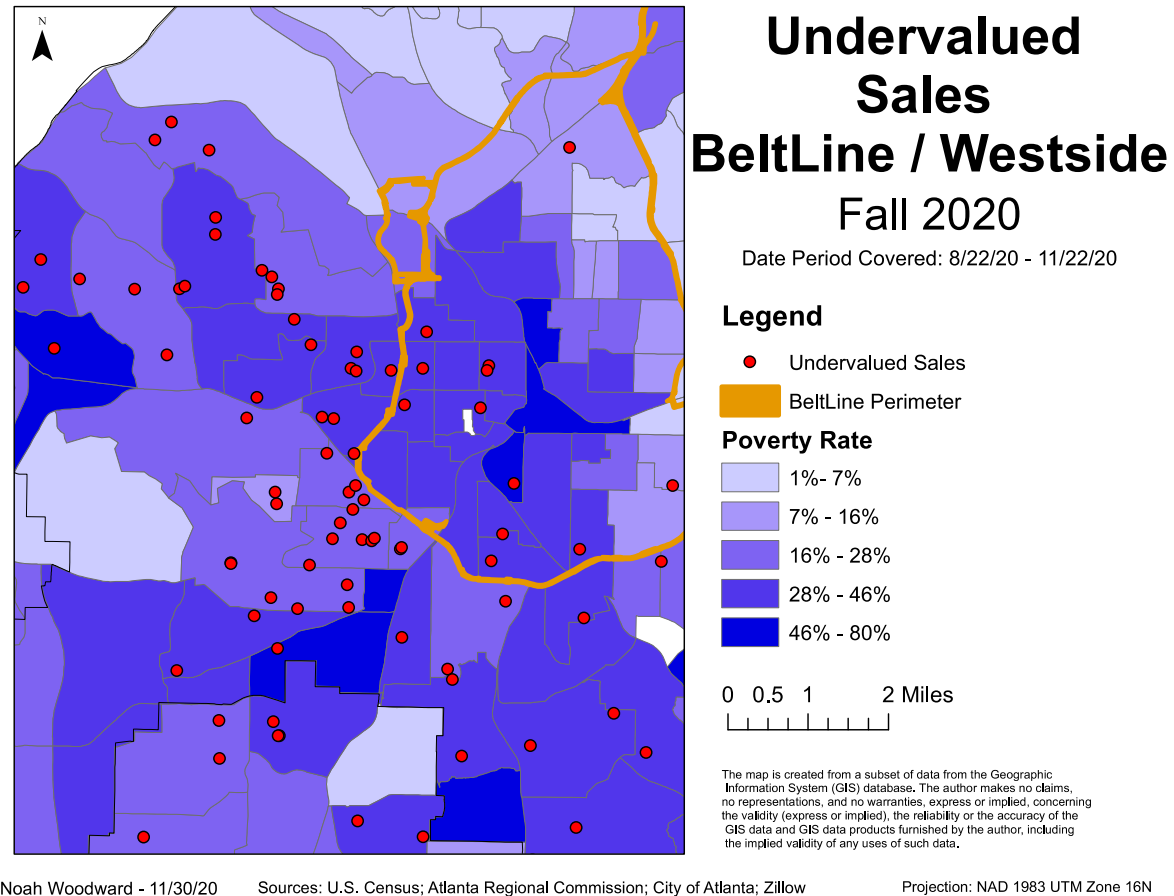 N
Undervalued
Sales
BeltLine / Westside
Fall 2020
Date Period Covered: 8/22/20 - 11/22/20
Legend
Undervalued Sales
BeltLine Perimeter
Poverty Rate
1%- 7%
7% - 16%
16% - 28%
28% - 46%
46% - 80%
0 0.5 1 2 Miles
The map is created from a subset of data from the Geographic
Information System (GIS) database. The author makes no claims,
no representations, and no warranties, express or implied, concerning
the validity (express or implied), the reliability or the accuracy of the
GIS data and GIS data products furnished by the author, including
the implied validity of any uses of such data.
Noah Woodward - 11/30/20 Sources: U.S. Census; Atlanta Regional Commission; City of Atlanta; Zillow Projection: NAD 1983 UTM Zone 16N